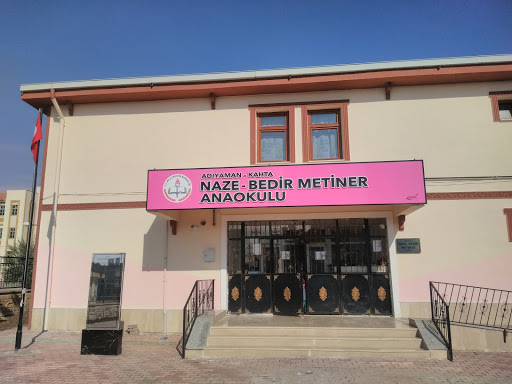 ADIYAMAN - KAHTA
NAZE - BEDİR METİNER
ANAOKULU